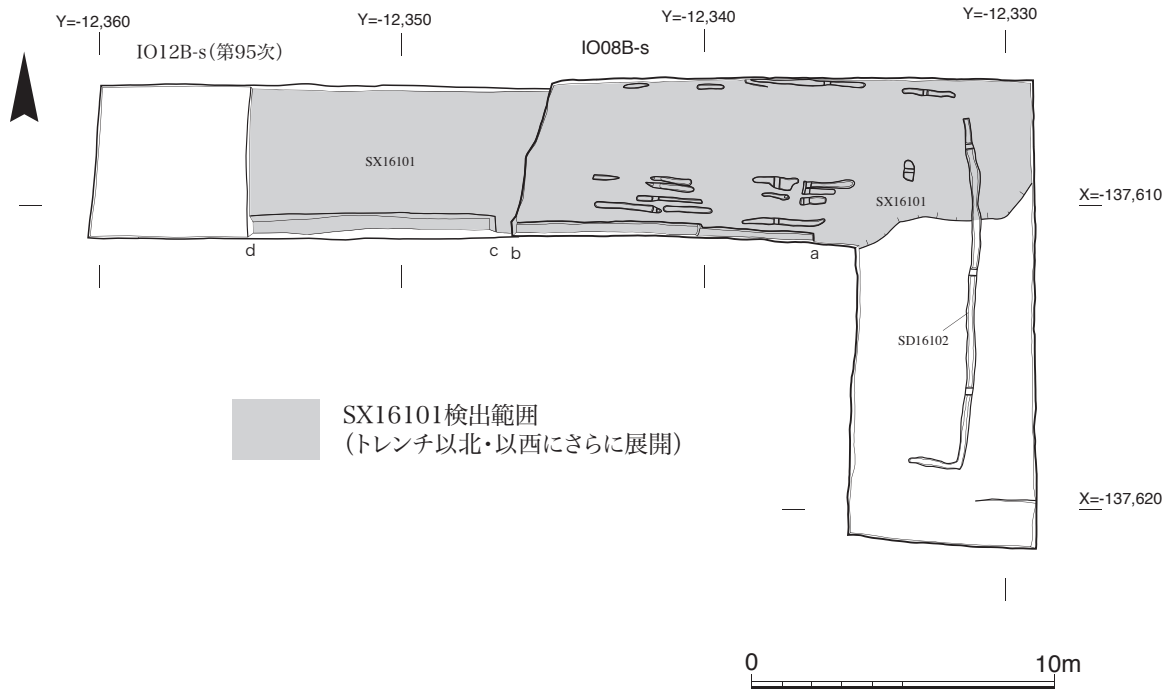 Y=-12,360
Y=-12,350
Y=-12,340
Y=-12,330
IO12B-s(第95次)
IO08B-s
SX16101
SX16101
X=-137,610
d
c
b
a
SD16102
SX16101検出範囲
(トレンチ以北・以西にさらに展開)
X=-137,620
0
10m